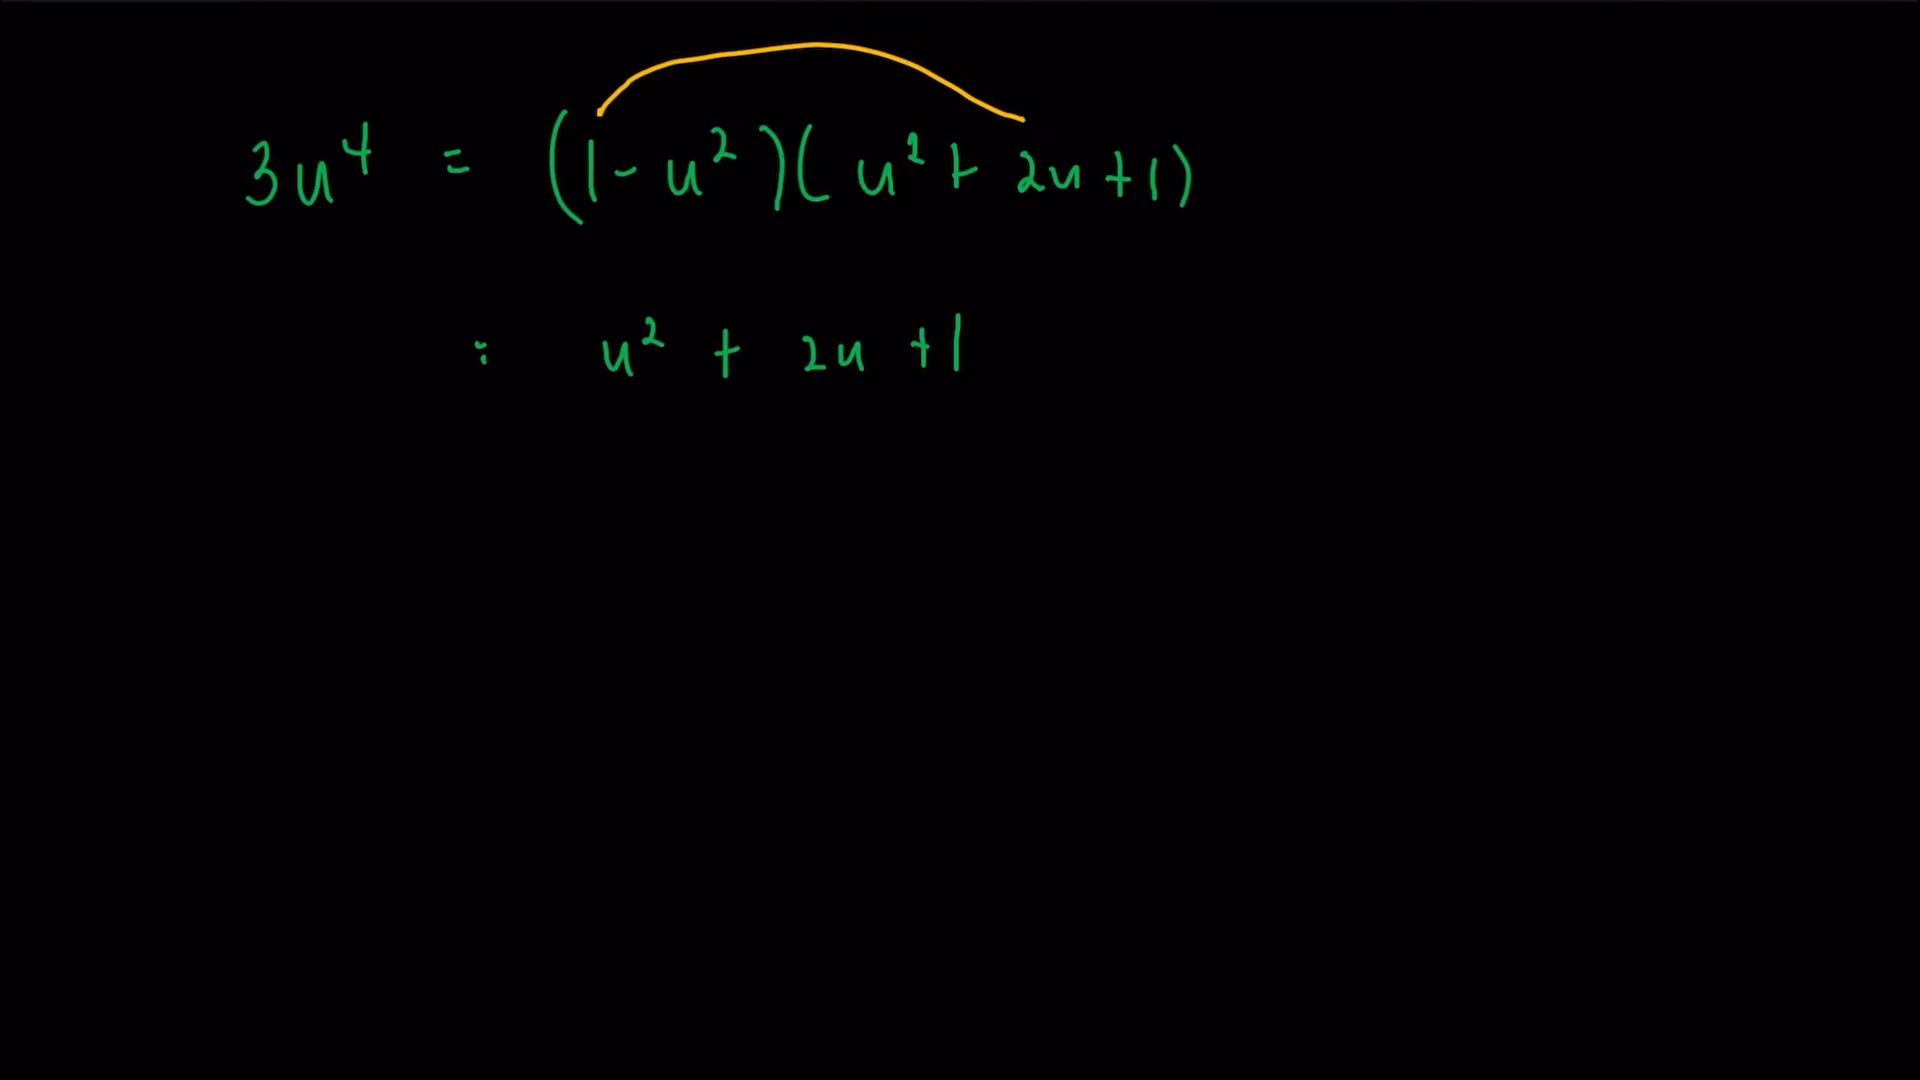 3u⁴ = (1-u²)(u²+2u+1)
= u² + 2u +1